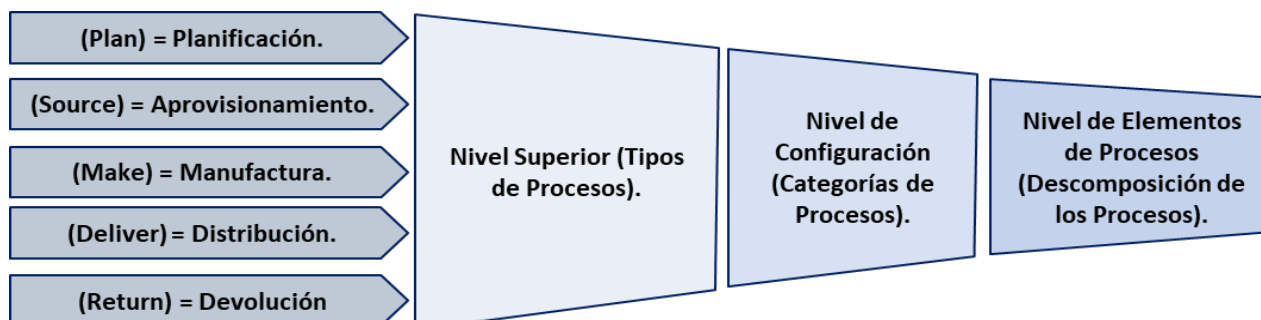 (Plan) = Planificación.
(Source) = Aprovisionamiento.
(Make) = Manufactura.
(Deliver) = Distribución.
(Return) = Devolución
Nivel Superior (Tipos
de Procesos).
Nivel de
Configuración
(Categorías de
Procesos).
Nivel de Elementos
de Procesos
(Descomposición de
los Procesos).